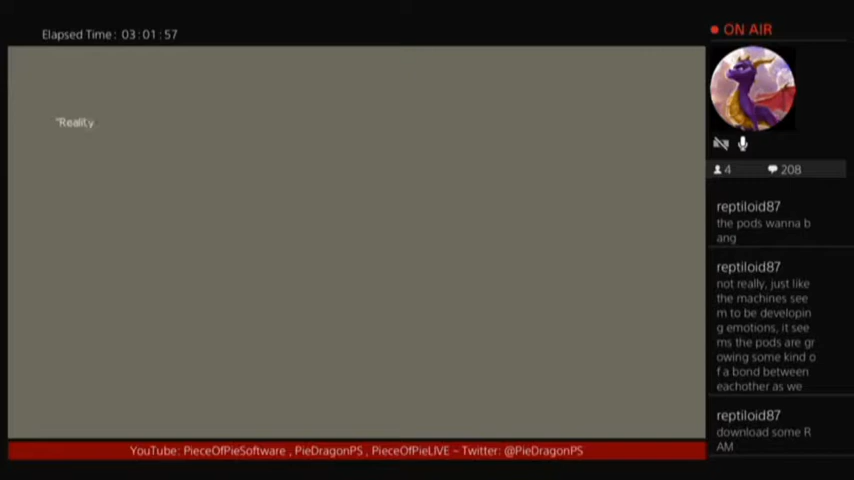 Elapsed Time: 03:01:57
ON AIR
"Reality
4
208
reptiloid87
the pods wanna b
ang
reptiloid87
not really, just like
the machines see
m to be developin
g emotions, it see
ms the pods are gr
owing some kind o
f a bond between
eachother as we
reptiloid87
download some R
AM
YouTube: PieceOfPieSoftware , PieDragonPS , PieceOfPieLIVE – Twitter: @PieDragonPS